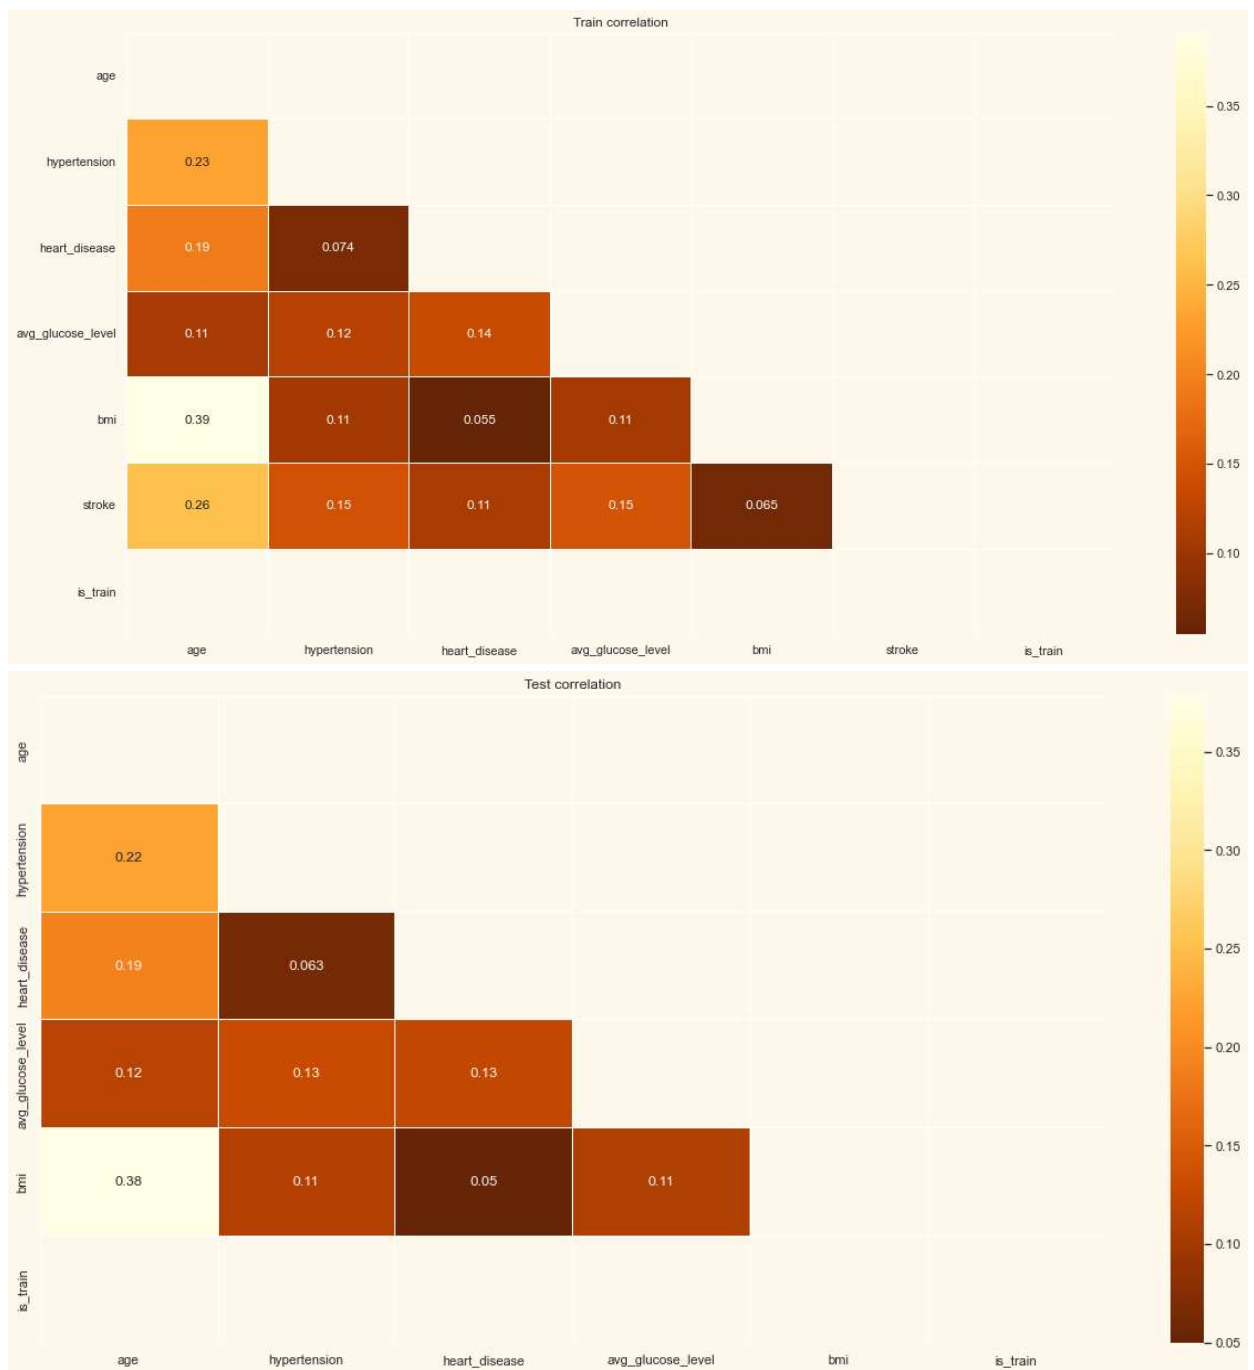 Train correlation
age
hypertension 0.23
heart_disease 0.19 0.074
avg_glucose_level 0.11 0.12 0.14
bmi 0.39 0.11 0.055 0.11
stroke 0.26 0.15 0.11 0.15 0.065
is_train
age hypertension heart_disease avg_glucose_level bmi stroke is_train
0.35
0.30
0.25
0.20
0.15
0.10
Test correlation
age
hypertension 0.22
heart_disease 0.19 0.063
avg_glucose_level 0.12 0.13 0.13
bmi 0.38 0.11 0.05 0.11
is_train
age hypertension heart_disease avg_glucose_level bmi is_train
0.35
0.30
0.25
0.20
0.15
0.10
0.05